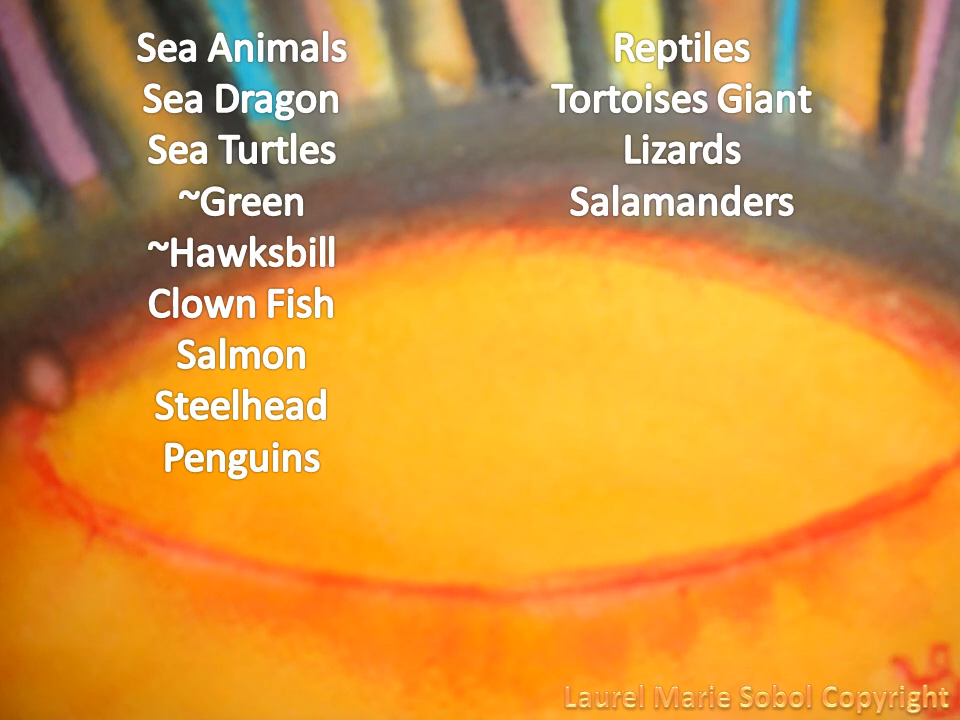 Sea Animals
Sea Dragon
Sea Turtles
~Green
~Hawksbill
Clown Fish
Salmon
Steelhead
Penguins
Reptiles
Tortoises Giant
Lizards
Salamanders
Laurel Marie Sobol Copyright